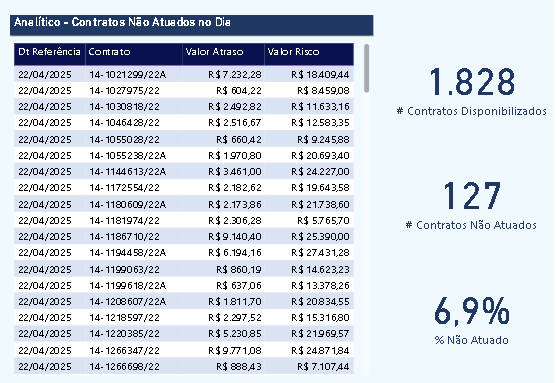 Analítico - Contratos Não Atuados no Dia
Dt Referência Contrato Valor Atraso Valor Risco
22/04/2025 14-1021299/22A R$ 7.232,28 R$ 18.409,44
22/04/2025 14-1027975/22 R$ 604,22 R$ 8.459,08
22/04/2025 14-1030818/22 R$ 2.492,82 R$ 11.633,16
22/04/2025 14-1046428/22 R$ 2.516,67 R$ 12.583,35
22/04/2025 14-1055028/22 R$ 660,42 R$ 9.245,88
22/04/2025 14-1055238/22A R$ 1.970,80 R$ 20.693,40
22/04/2025 14-1144613/22A R$ 3.461,00 R$ 24.227,00
22/04/2025 14-1172554/22 R$ 2.182,62 R$ 19.643,58
22/04/2025 14-1180609/22A R$ 2.173,86 R$ 21.738,60
22/04/2025 14-1181974/22 R$ 2.306,28 R$ 5.765,70
22/04/2025 14-1186710/22 R$ 9.140,40 R$ 25.390,00
22/04/2025 14-1194458/22A R$ 6.194,16 R$ 27.431,28
22/04/2025 14-1199063/22 R$ 860,19 R$ 14.623,23
22/04/2025 14-1199618/22A R$ 637,06 R$ 13.378,26
22/04/2025 14-1208607/22A R$ 1.811,70 R$ 20.834,55
22/04/2025 14-1218597/22 R$ 2.297,52 R$ 15.316,80
22/04/2025 14-1220385/22 R$ 5.230,85 R$ 21.969,57
22/04/2025 14-1266347/22 R$ 9.771,08 R$ 24.871,84
22/04/2025 14-1266698/22 R$ 888,43 R$ 7.107,44
1.828
# Contratos Disponibilizados
127
# Contratos Não Atuados
6,9%
% Não Atuado